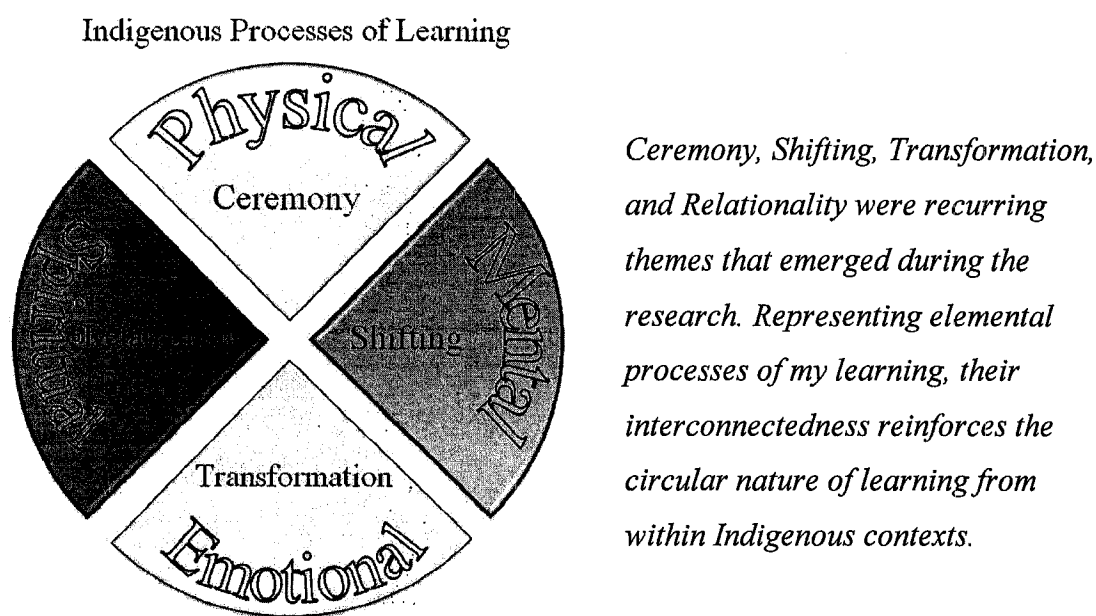 Indigenous Processes of Learning
Physical
Ceremony
Spiritual
Shifting
Mental
Transformation
Emotional
Ceremony, Shifting, Transformation,
and Relationality were recurring
themes that emerged during the
research. Representing elemental
processes of my learning, their
interconnectedness reinforces the
circular nature of learning from
within Indigenous contexts.